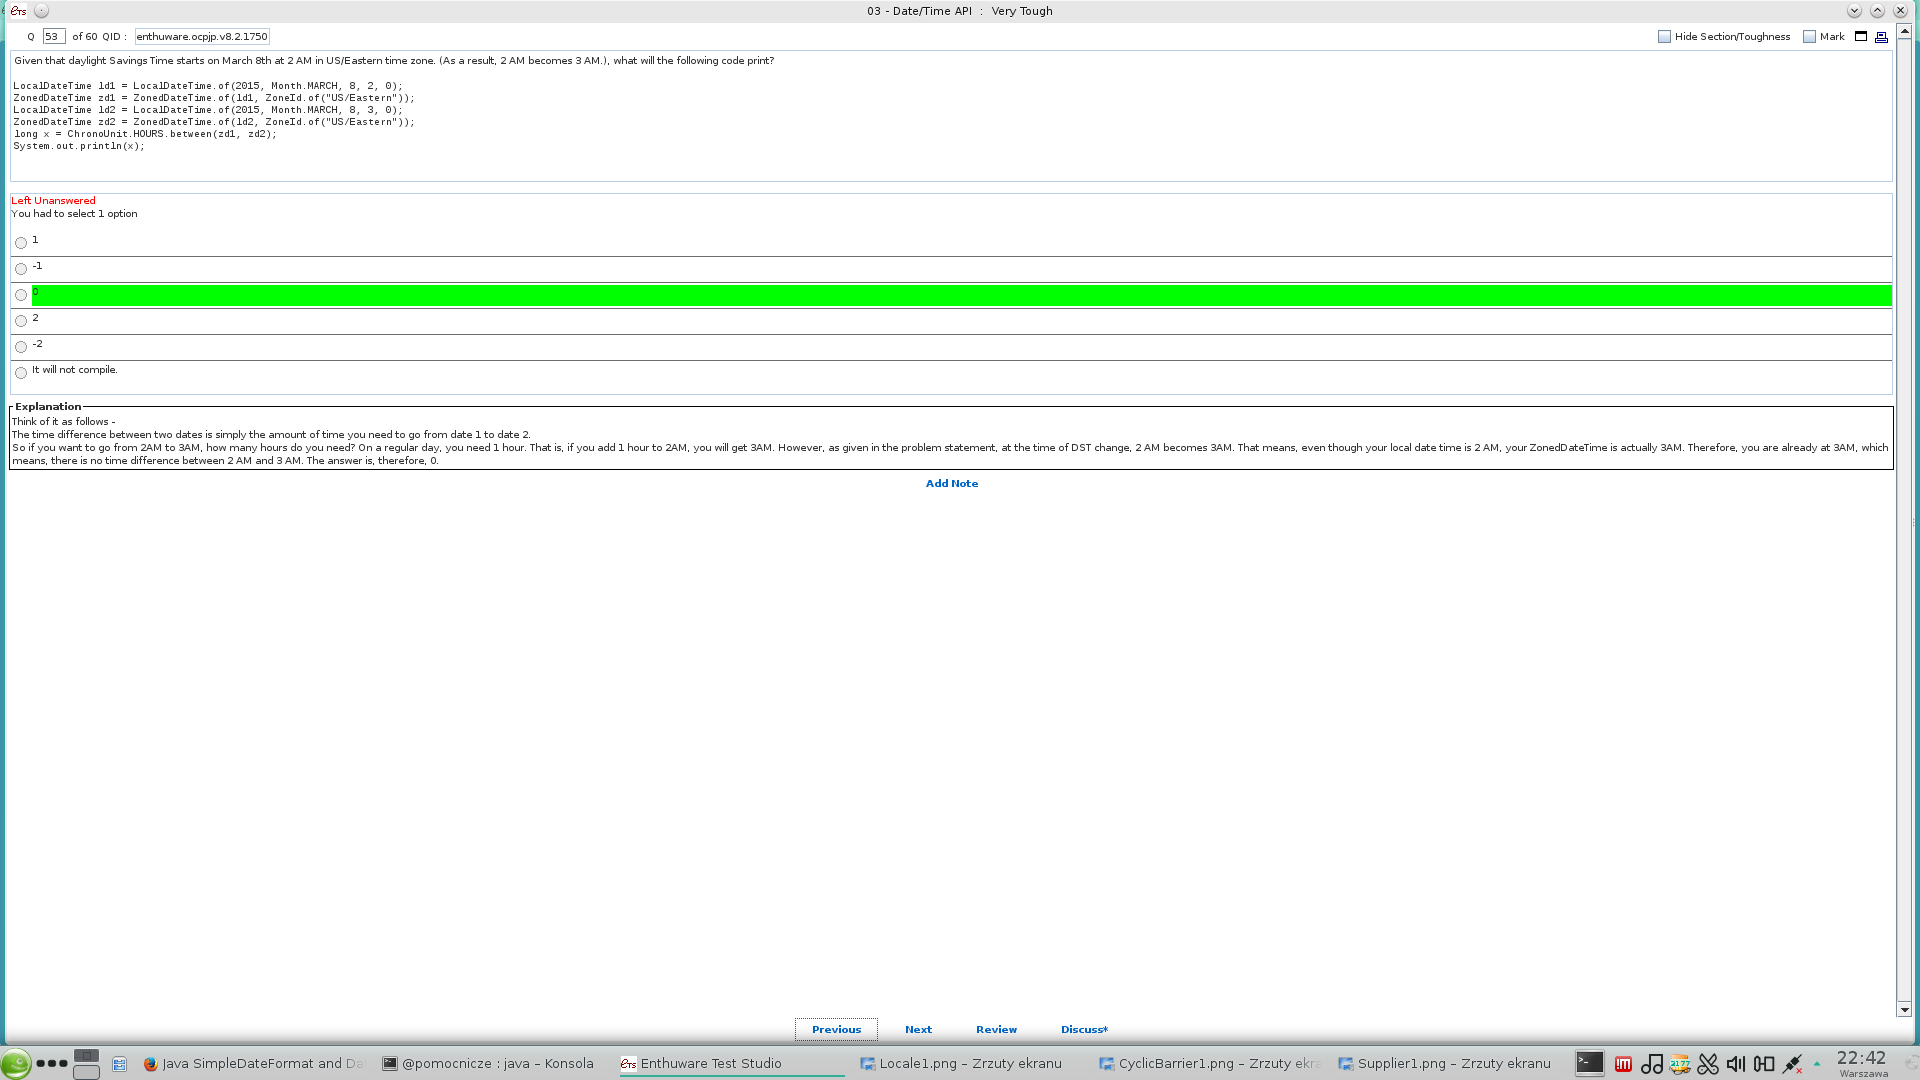 ETS
03 - Date/Time API : Very Tough
Q 53 of 60 QID : enthuware.ocpjp.v8.2.1750
Hide Section/Toughness Mark
Given that daylight Savings Time starts on March 8th at 2 AM in US/Eastern time zone. (As a result, 2 AM becomes 3 AM.), what will the following code print?
LocalDateTime ld1 = LocalDateTime.of(2015, Month.MARCH, 8, 2, 0);
ZonedDateTime zd1 = ZonedDateTime.of(ld1, ZoneId.of("US/Eastern"));
LocalDateTime ld2 = LocalDateTime.of(2015, Month.MARCH, 8, 3, 0);
ZonedDateTime zd2 = ZonedDateTime.of(ld2, ZoneId.of("US/Eastern"));
long x = ChronoUnit.HOURS.between(zd1, zd2);
System.out.println(x);
Left Unanswered
You had to select 1 option
1
-1
0
2
-2
It will not compile.
Explanation
Think of it as follows -
The time difference between two dates is simply the amount of time you need to go from date 1 to date 2.
So if you want to go from 2AM to 3AM, how many hours do you need? On a regular day, you need 1 hour. That is, if you add 1 hour to 2AM, you will get 3AM. However, as given in the problem statement, at the time of DST change, 2 AM becomes 3AM. That means, even though your local date time is 2 AM, your ZonedDateTime is actually 3AM. Therefore, you are already at 3AM, which
means, there is no time difference between 2 AM and 3 AM. The answer is, therefore, 0.
Add Note
Previous Next Review Discuss*
Java SimpleDateFormat and Da @pomocnicze : java – Konsola ETS Enthuware Test Studio Locale1.png – Zrzuty ekranu CyclicBarrier1.png – Zrzuty ekra Supplier1.png – Zrzuty ekranu 22:42
Warszawa